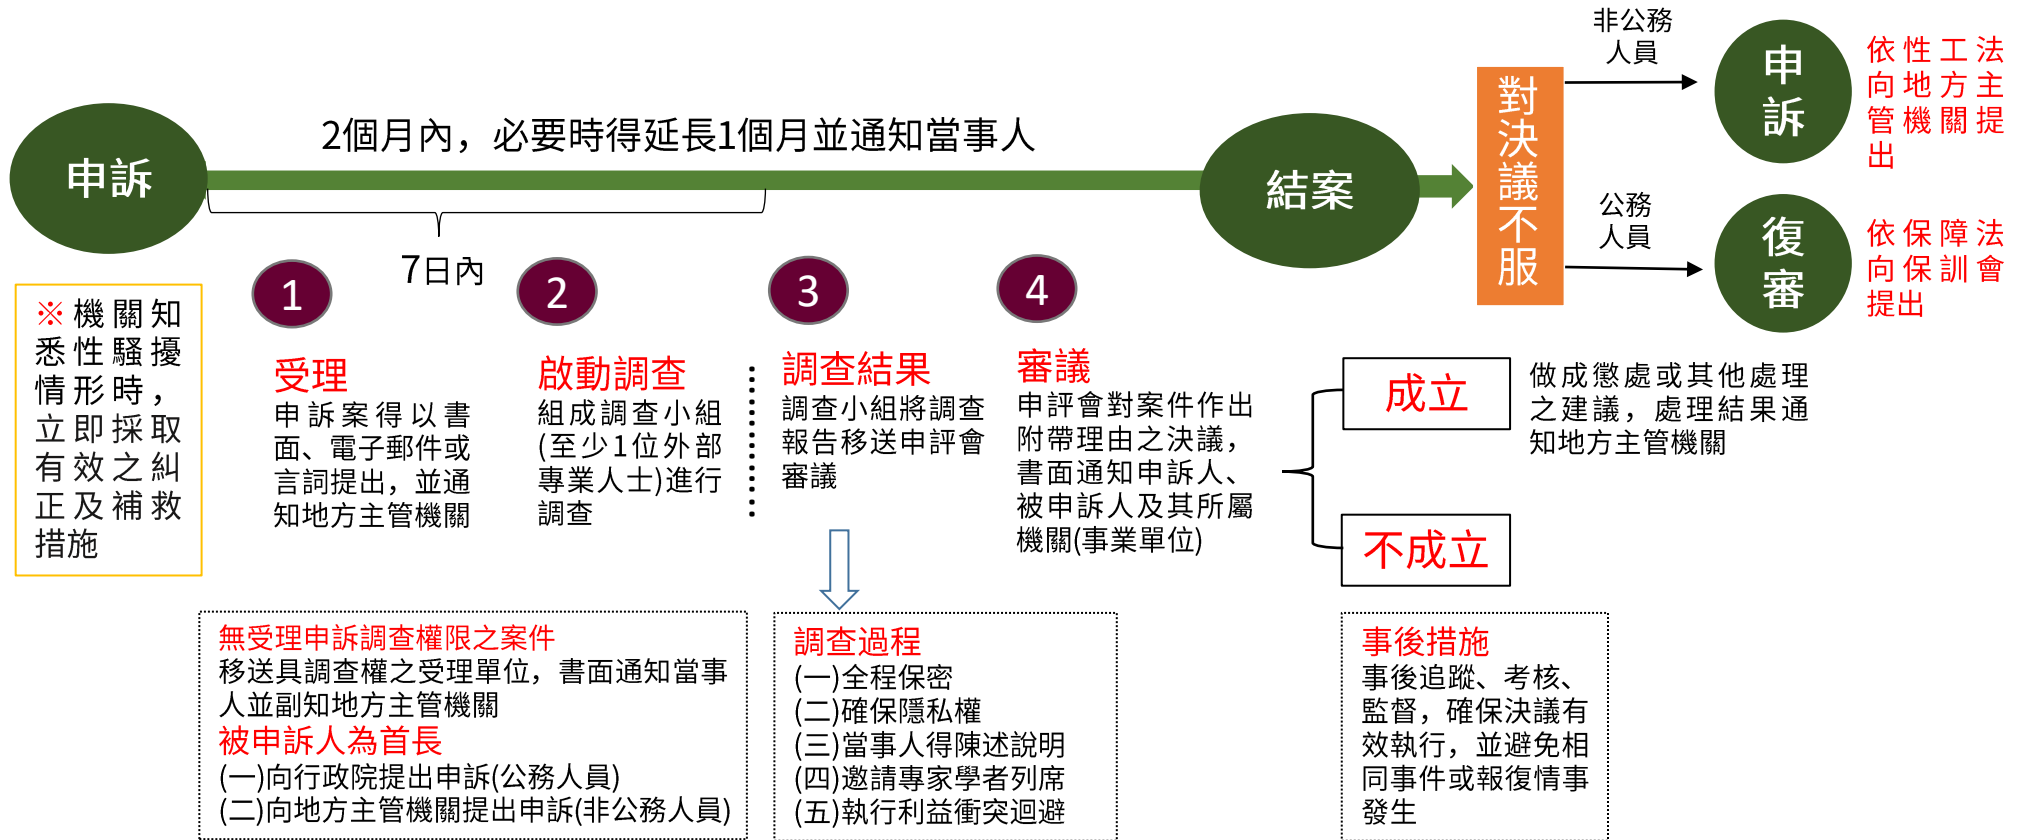 申訴
2個月內，必要時得延長1個月並通知當事人
7日內
結案
對決議不服
非公務
人員
申
訴
依性工法
向地方主
管機關提
出
公務
人員
復
審
依保障法
向保訓會
提出
※機關知
悉性騷擾
情形時，
立即採取
有效之糾
正及補救
措施
1
受理
申訴案得以書
面、電子郵件或
言詞提出，並通
知地方主管機關
2
啟動調查
組成調查小組
(至少1位外部
專業人士)進行
調查
3
調查結果
調查小組將調查
報告移送申評會
審議
4
審議
申評會對案件作出
附帶理由之決議，
書面通知申訴人、
被申訴人及其所屬
機關(事業單位)
成立
做成懲處或其他處理
之建議，處理結果通
知地方主管機關
不成立
無受理申訴調查權限之案件
移送具調查權之受理單位，書面通知當事
人並副知地方主管機關
被申訴人為首長
(一)向行政院提出申訴(公務人員)
(二)向地方主管機關提出申訴(非公務人員)
調查過程
(一)全程保密
(二)確保隱私權
(三)當事人得陳述說明
(四)邀請專家學者列席
(五)執行利益衝突迴避
事後措施
事後追蹤、考核、
監督，確保決議有
效執行，並避免相
同事件或報復情事
發生